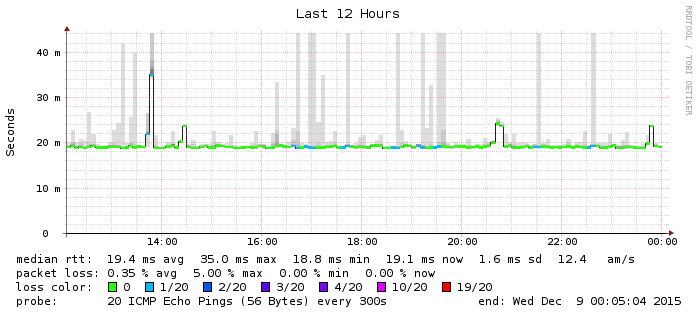 Last 12 Hours
RRDTOOL / TOBI OETIKER
Seconds
40 m
30 m
20 m
10 m
0
14:00 16:00 18:00 20:00 22:00 00:00
median rtt: 19.4 ms avg 35.0 ms max 18.8 ms min 19.1 ms now 1.6 ms sd 12.4 am/s
packet loss: 0.35 % avg 5.00 % max 0.00 % min 0.00 % now
loss color: 0 1/20 2/20 3/20 4/20 10/20 19/20
probe: 20 ICMP Echo Pings (56 Bytes) every 300s end: Wed Dec 9 00:05:04 2015